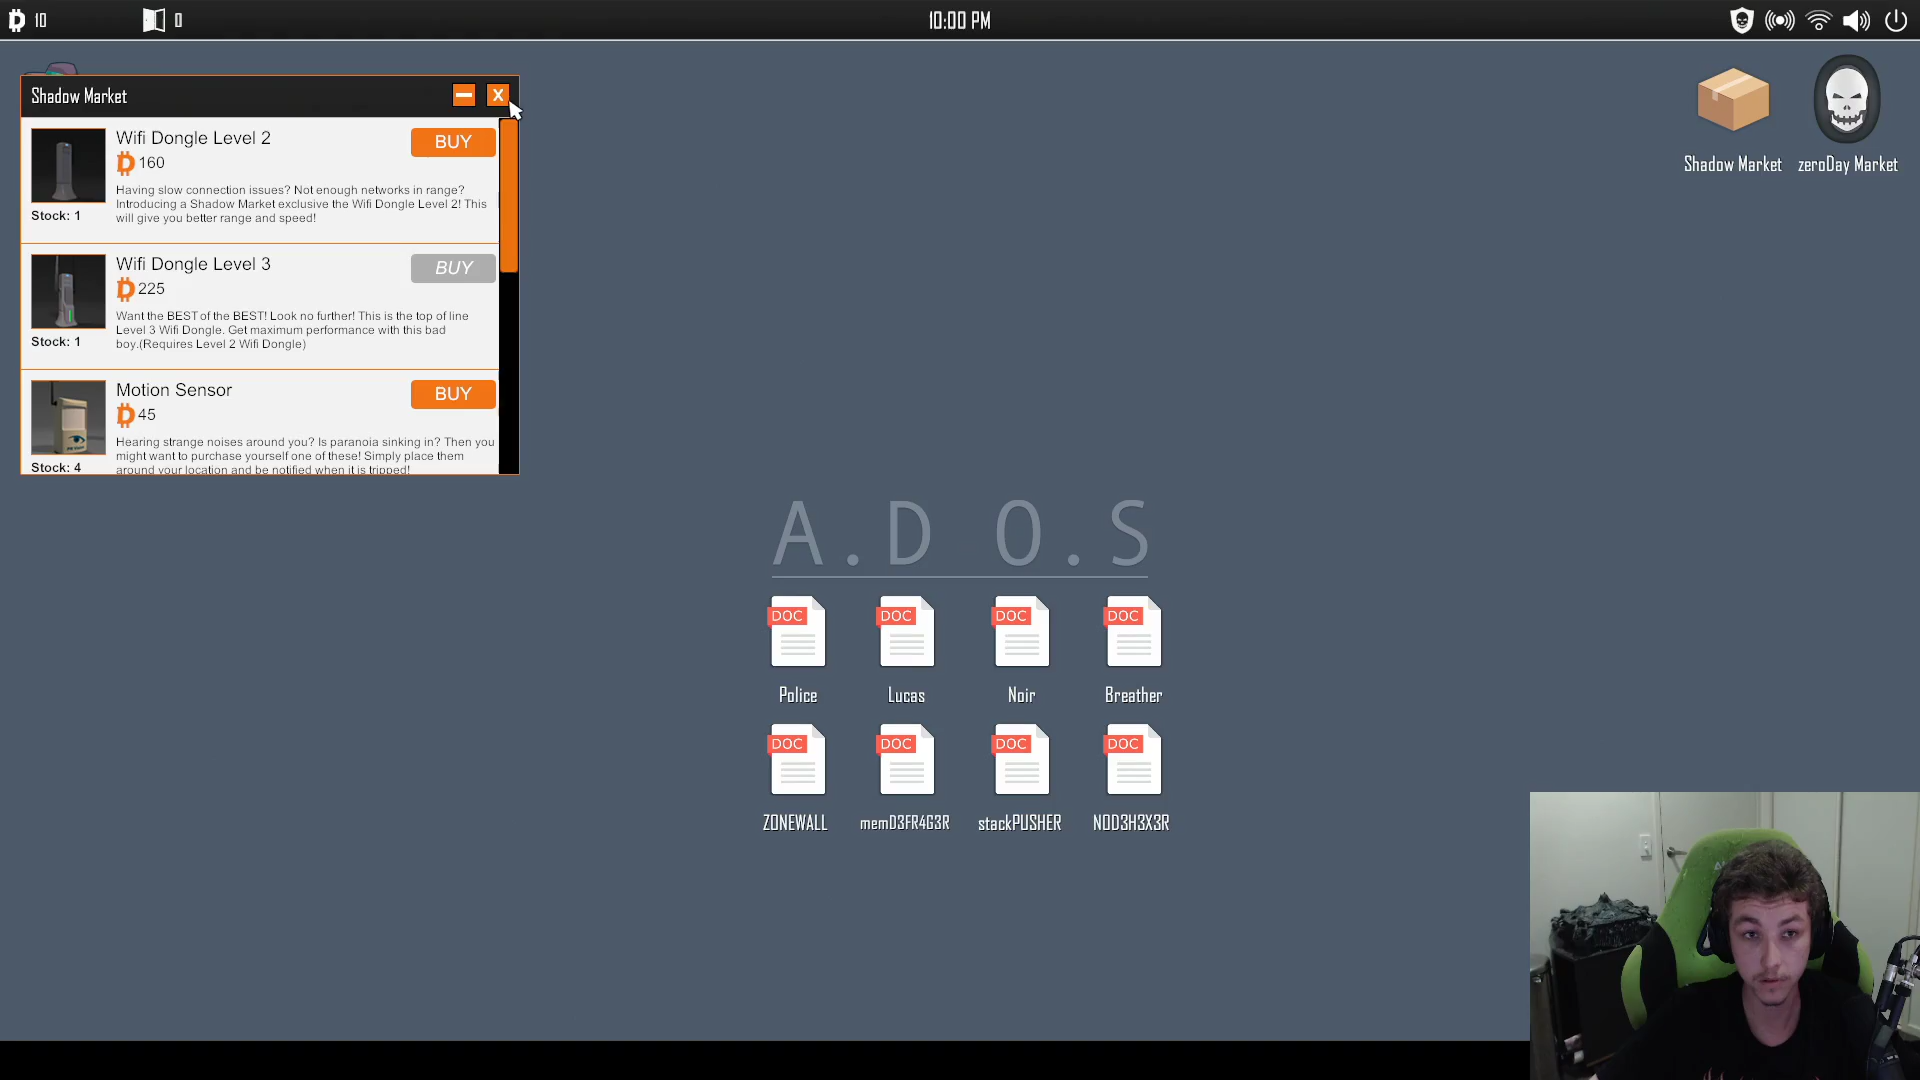 10
0
10:00 PM
Shadow Market
X
Wifi Dongle Level 2
BUY
160
Having slow connection issues? Not enough networks in range?
Introducing a Shadow Market exclusive the Wifi Dongle Level 2! This
will give you better range and speed!
Stock: 1
Wifi Dongle Level 3
BUY
225
Want the BEST of the BEST! Look no further! This is the top of line
Level 3 Wifi Dongle. Get maximum performance with this bad
boy.(Requires Level 2 Wifi Dongle)
Stock: 1
Motion Sensor
BUY
45
Hearing strange noises around you? Is paranoia sinking in? Then you
might want to purchase yourself one of these! Simply place them
around your location and be notified when it is tripped!
Stock: 4
Shadow Market
zeroDay Market
A.D O.S
DOC
DOC
DOC
DOC
Police
Lucas
Noir
Breather
DOC
DOC
DOC
DOC
ZONEWALL
memD3FR4G3R
stackPUSHER
NOD3H3X3R